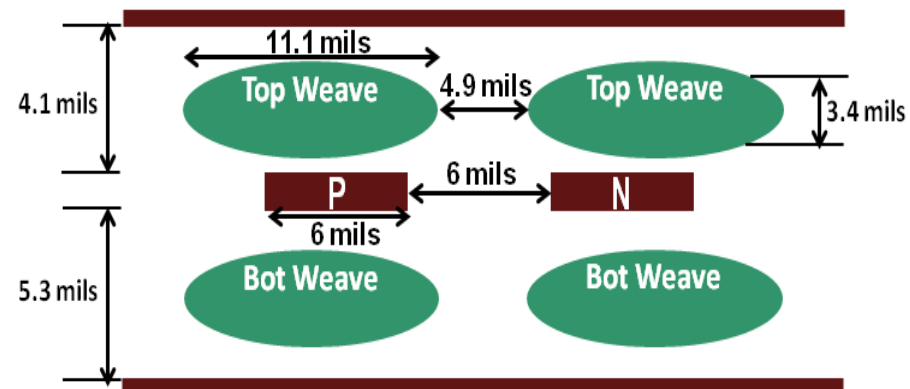 11.1 mils
Top Weave
4.9 mils
Top Weave
4.1 mils
3.4 mils
P
6 mils
N
6 mils
Bot Weave
Bot Weave
5.3 mils